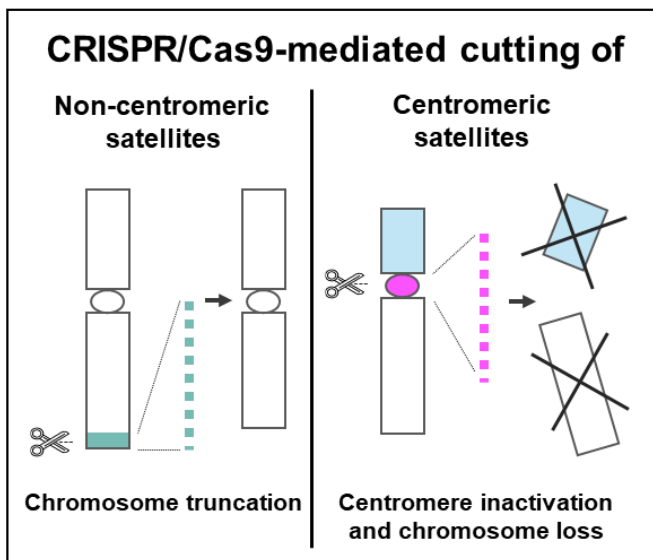 CRISPR/Cas9-mediated cutting of
Non-centromeric
satellites
Chromosome truncation
Centromeric
satellites
Centromere inactivation
and chromosome loss